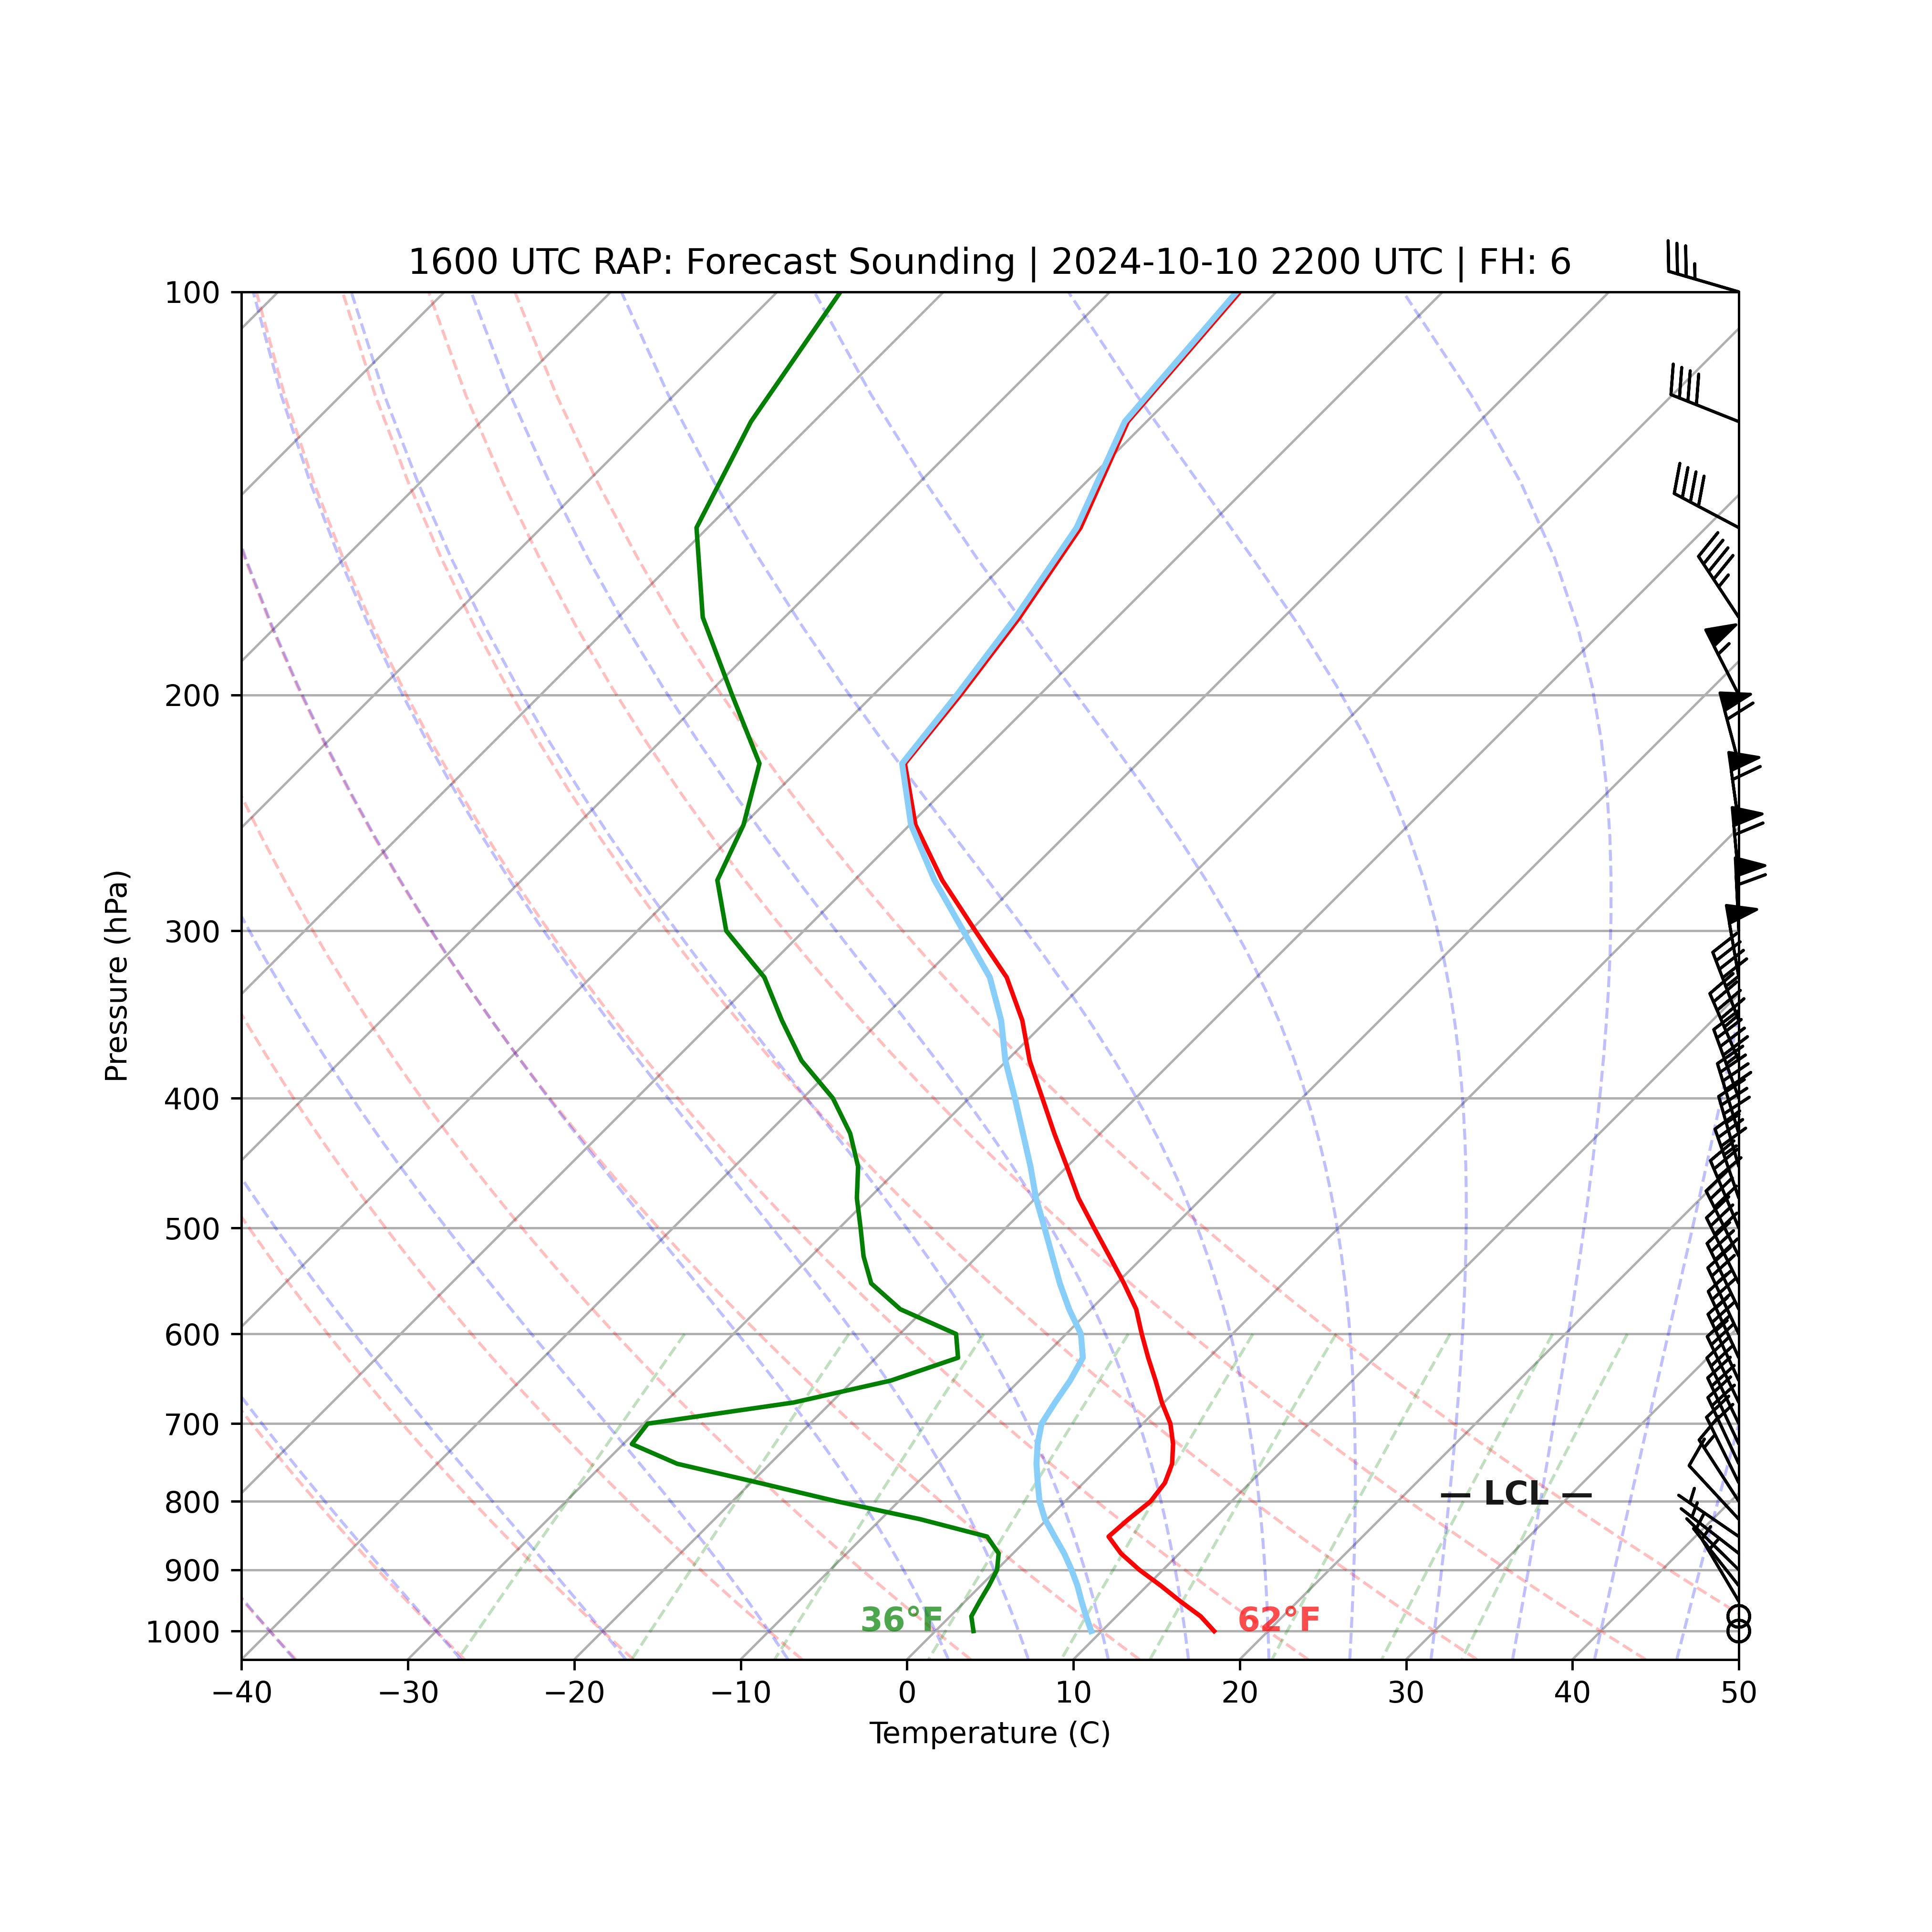 1600 UTC RAP: Forecast Sounding | 2024-10-10 2200 UTC | FH: 6
100
200
300
400
500
600
700
800
900
1000
Pressure (hPa)
— LCL —
36°F
62°F
−40 −30 −20 −10 0 10 20 30 40 50
Temperature (C)